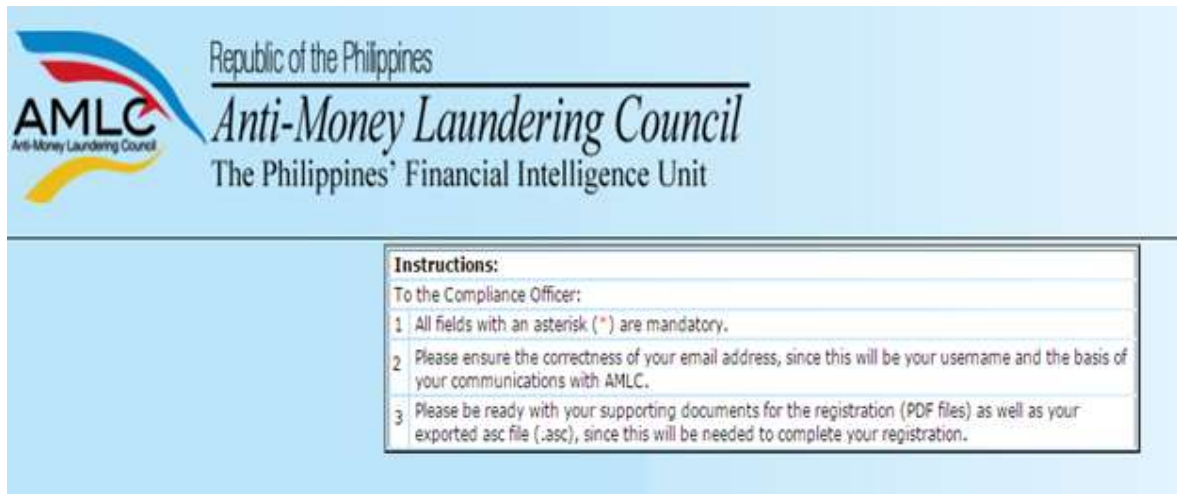 AMLC
Anti-Money Laundering Council
Republic of the Philippines
Anti-Money Laundering Council
The Philippines' Financial Intelligence Unit
Instructions:
To the Compliance Officer:
1 All fields with an asterisk (*) are mandatory.
2 Please ensure the correctness of your email address, since this will be your username and the basis of
your communications with AMLC.
3 Please be ready with your supporting documents for the registration (PDF files) as well as your
exported asc file (.asc), since this will be needed to complete your registration.